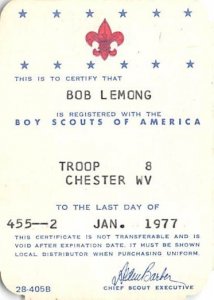 THIS IS TO CERTIFY THAT
BOB LEMONG
IS REGISTERED WITH THE
BOY SCOUTS OF AMERICA
TROOP 8
CHESTER WV
TO THE LAST DAY OF
455--2 JAN. 1977
THIS CERTIFICATE IS NOT TRANSFERABLE AND IS
VOID AFTER EXPIRATION DATE. IT MUST BE SHOWN
LOCAL DISTRIBUTOR WHEN PURCHASING UNIFORM.
Alden Barber
28-405B CHIEF SCOUT EXECUTIVE